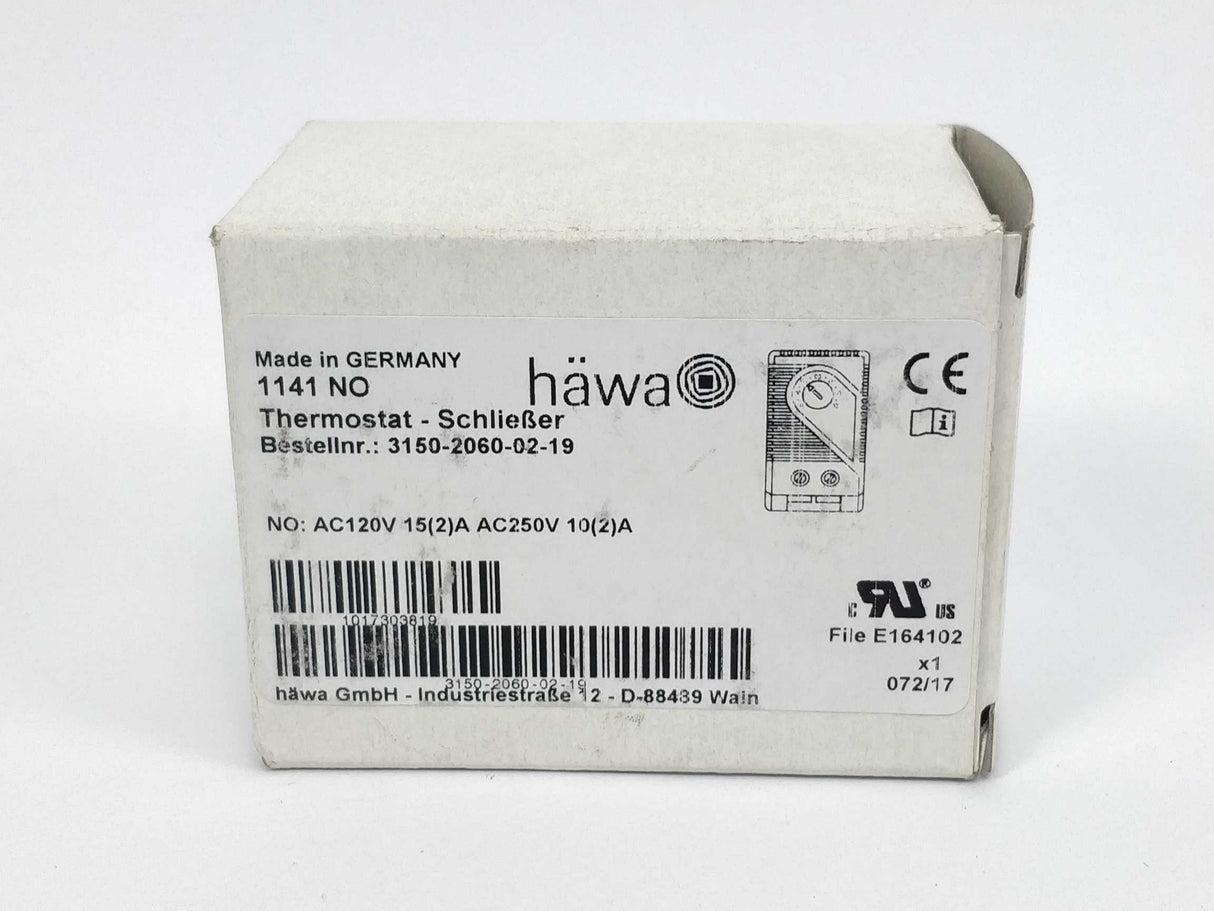 Made in GERMANY
1141 NO
Thermostat - Schließer
Bestellnr.: 3150-2060-02-19
häwa
CE
i
NO: AC120V 15(2)A AC250V 10(2)A
1017303819
3150-2060-02-19
häwa GmbH - Industriestraße 12 - D-88489 Wain
C RU® US
File E164102
x1
072/17